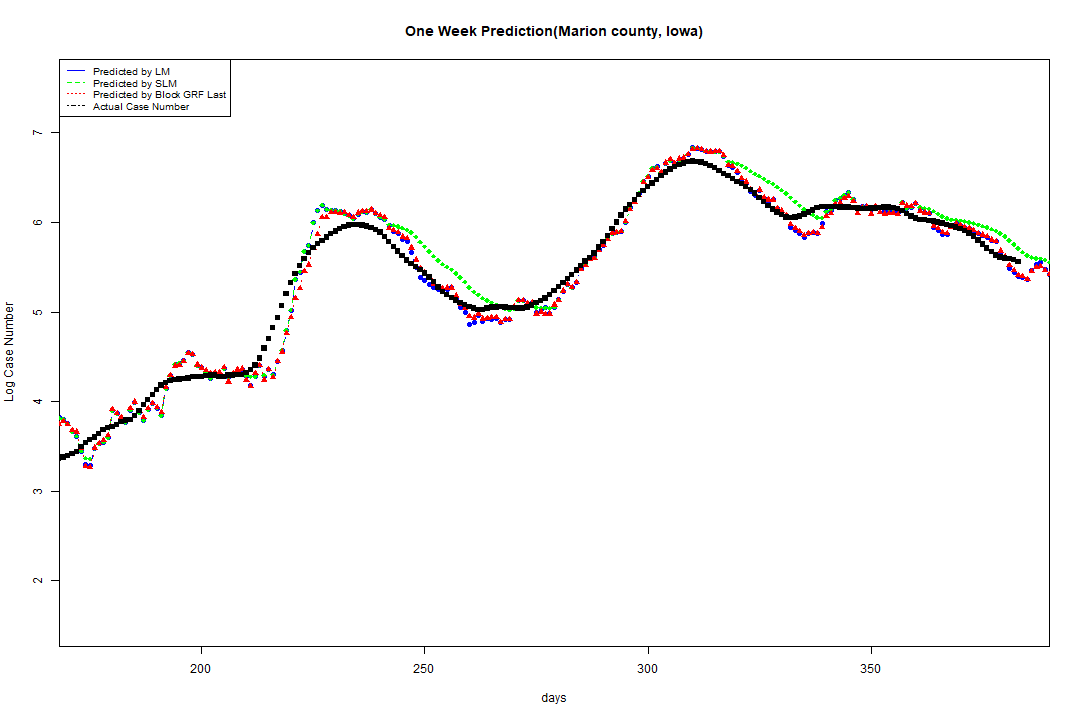 One Week Prediction(Marion county, Iowa)
Predicted by LM
Predicted by SLM
Predicted by Block GRF Last
Actual Case Number
7
6
5
4
3
2
Log Case Number
200 250 300 350
days